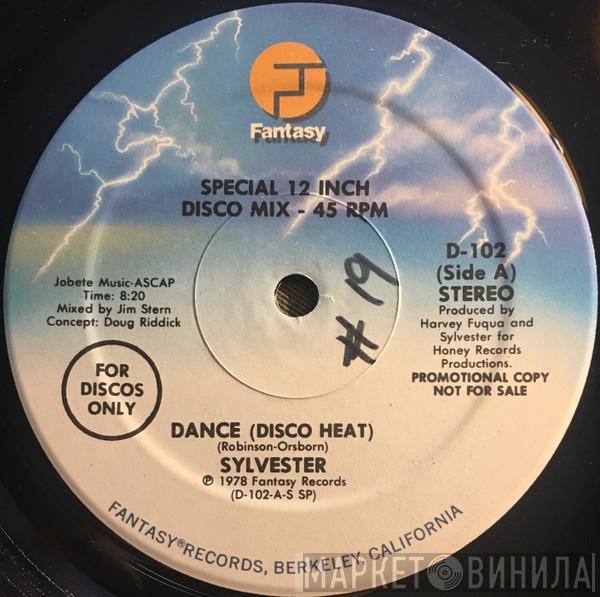 Fantasy
SPECIAL 12 INCH
DISCO MIX - 45 RPM
Jobete Music-ASCAP
Time: 8:20
Mixed by Jim Stern
Concept: Doug Riddick
D-102
(Side A)
STEREO
Produced by
Harvey Fuqua and
Sylvester for
Honey Records
Productions.
PROMOTIONAL COPY
NOT FOR SALE
# 19
FOR
DISCOS
ONLY
DANCE (DISCO HEAT)
(Robinson-Orsborn)
SYLVESTER
℗ 1978 Fantasy Records
(D-102-A-S SP)
FANTASY® RECORDS, BERKELEY, CALIFORNIA
МАРКЕТ ВИНИЛА